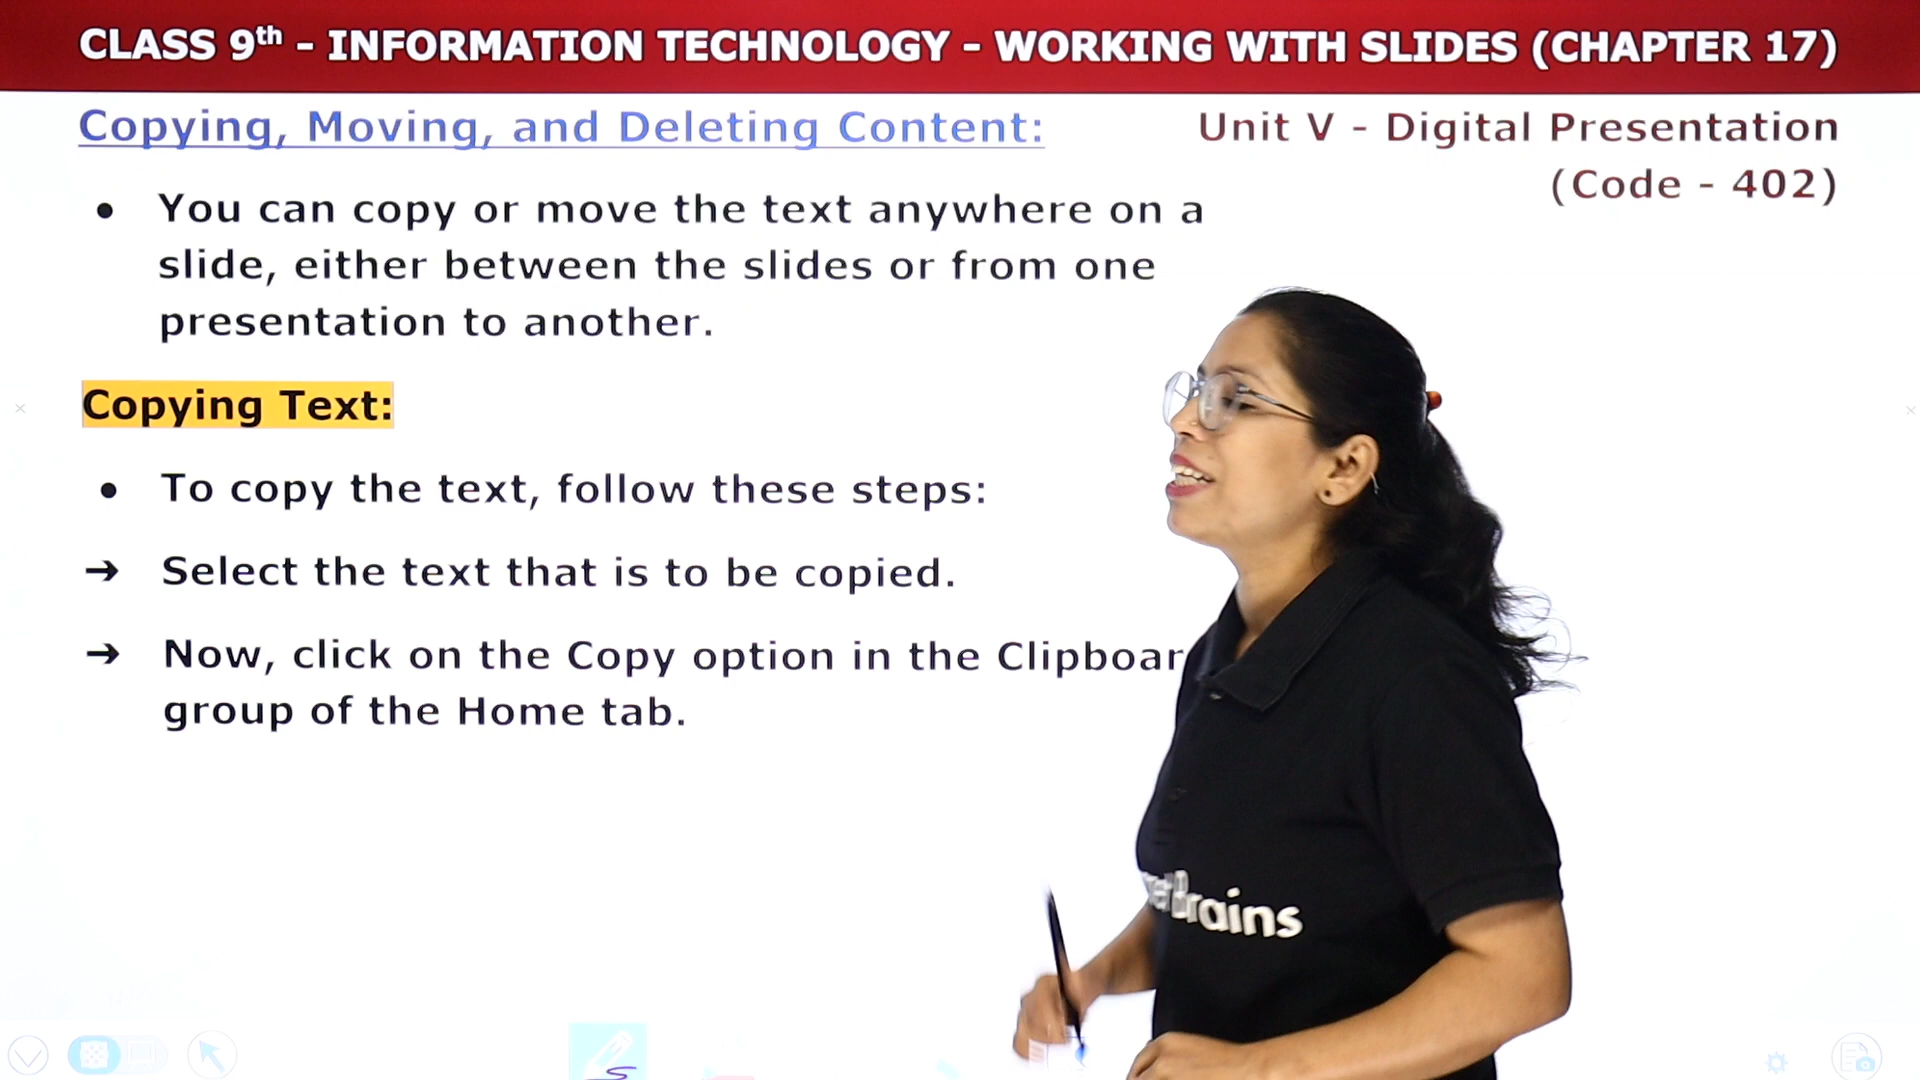 CLASS 9th - INFORMATION TECHNOLOGY - WORKING WITH SLIDES (CHAPTER 17)
Copying, Moving, and Deleting Content:
Unit V - Digital Presentation
(Code - 402)
• You can copy or move the text anywhere on a
slide, either between the slides or from one
presentation to another.
Copying Text:
• To copy the text, follow these steps:
➔ Select the text that is to be copied.
➔ Now, click on the Copy option in the Clipboar
group of the Home tab.
Brains